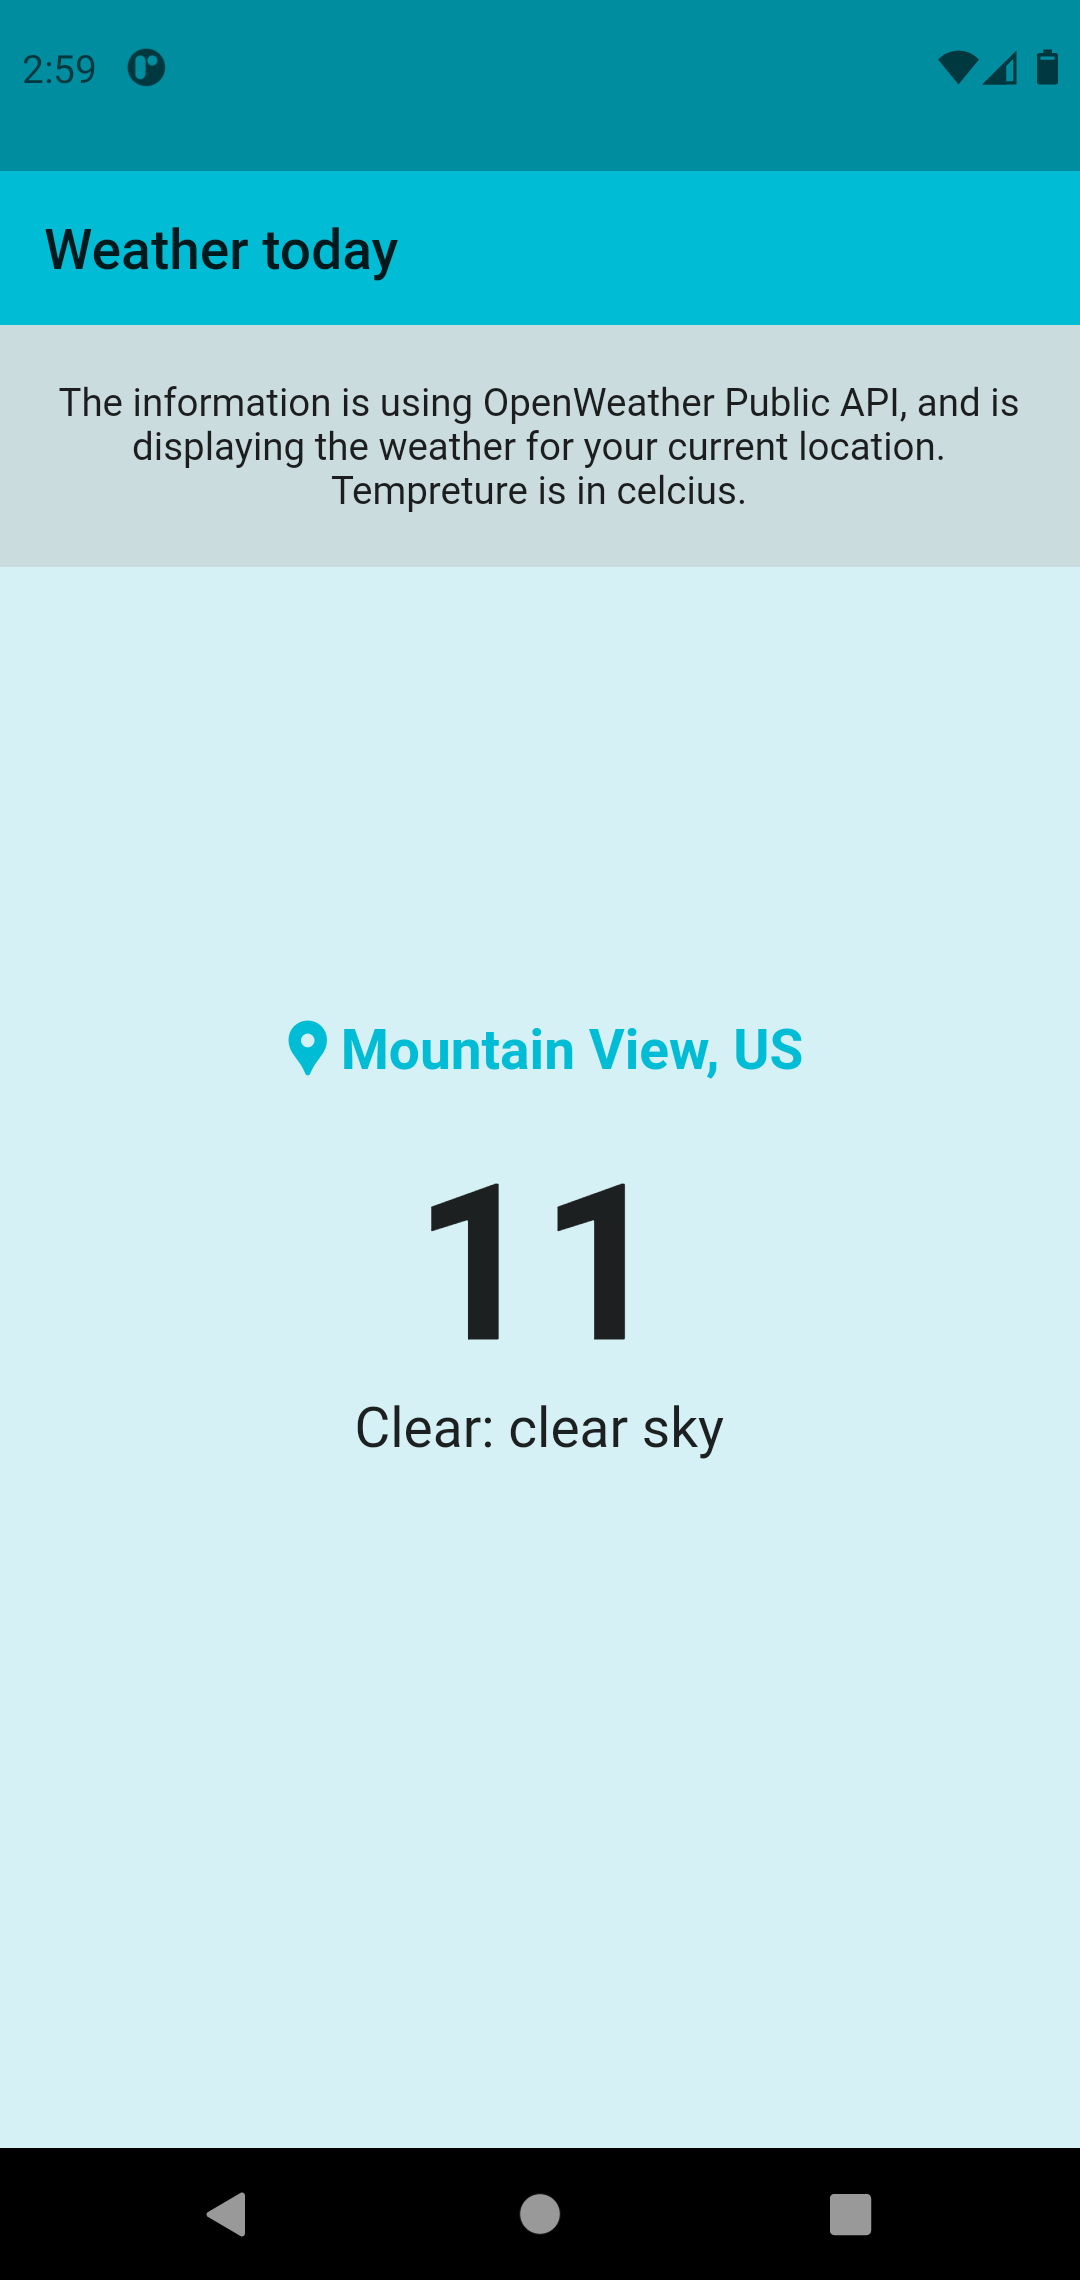 2:59
Weather today
The information is using OpenWeather Public API, and is
displaying the weather for your current location.
Tempreture is in celcius.
Mountain View, US
11
Clear: clear sky